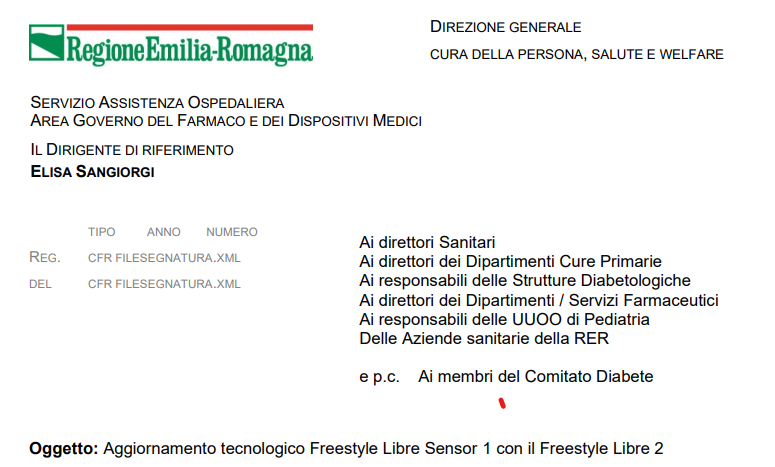 RegioneEmilia-Romagna
DIREZIONE GENERALE
CURA DELLA PERSONA, SALUTE E WELFARE
SERVIZIO ASSISTENZA OSPEDALIERA
AREA GOVERNO DEL FARMACO E DEI DISPOSITIVI MEDICI
IL DIRIGENTE DI RIFERIMENTO
ELISA SANGIORGI
TIPO ANNO NUMERO
REG. CFR FILESEGNATURA.XML
DEL CFR FILESEGNATURA.XML
Ai direttori Sanitari
Ai direttori dei Dipartimenti Cure Primarie
Ai responsabili delle Strutture Diabetologiche
Ai direttori dei Dipartimenti / Servizi Farmaceutici
Ai responsabili delle UUOO di Pediatria
Delle Aziende sanitarie della RER
e p.c. Ai membri del Comitato Diabete
Oggetto: Aggiornamento tecnologico Freestyle Libre Sensor 1 con il Freestyle Libre 2